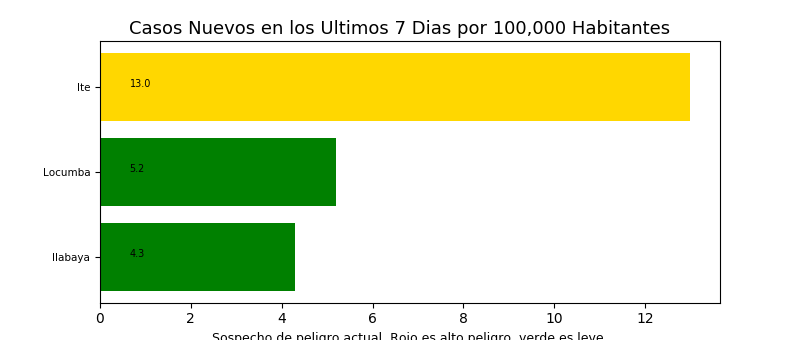 Casos Nuevos en los Ultimos 7 Dias por 100,000 Habitantes
Ite
13.0
Locumba
5.2
Ilabaya
4.3
0 2 4 6 8 10 12
Sospecho de peligro actual. Rojo es alto peligro, verde es leve